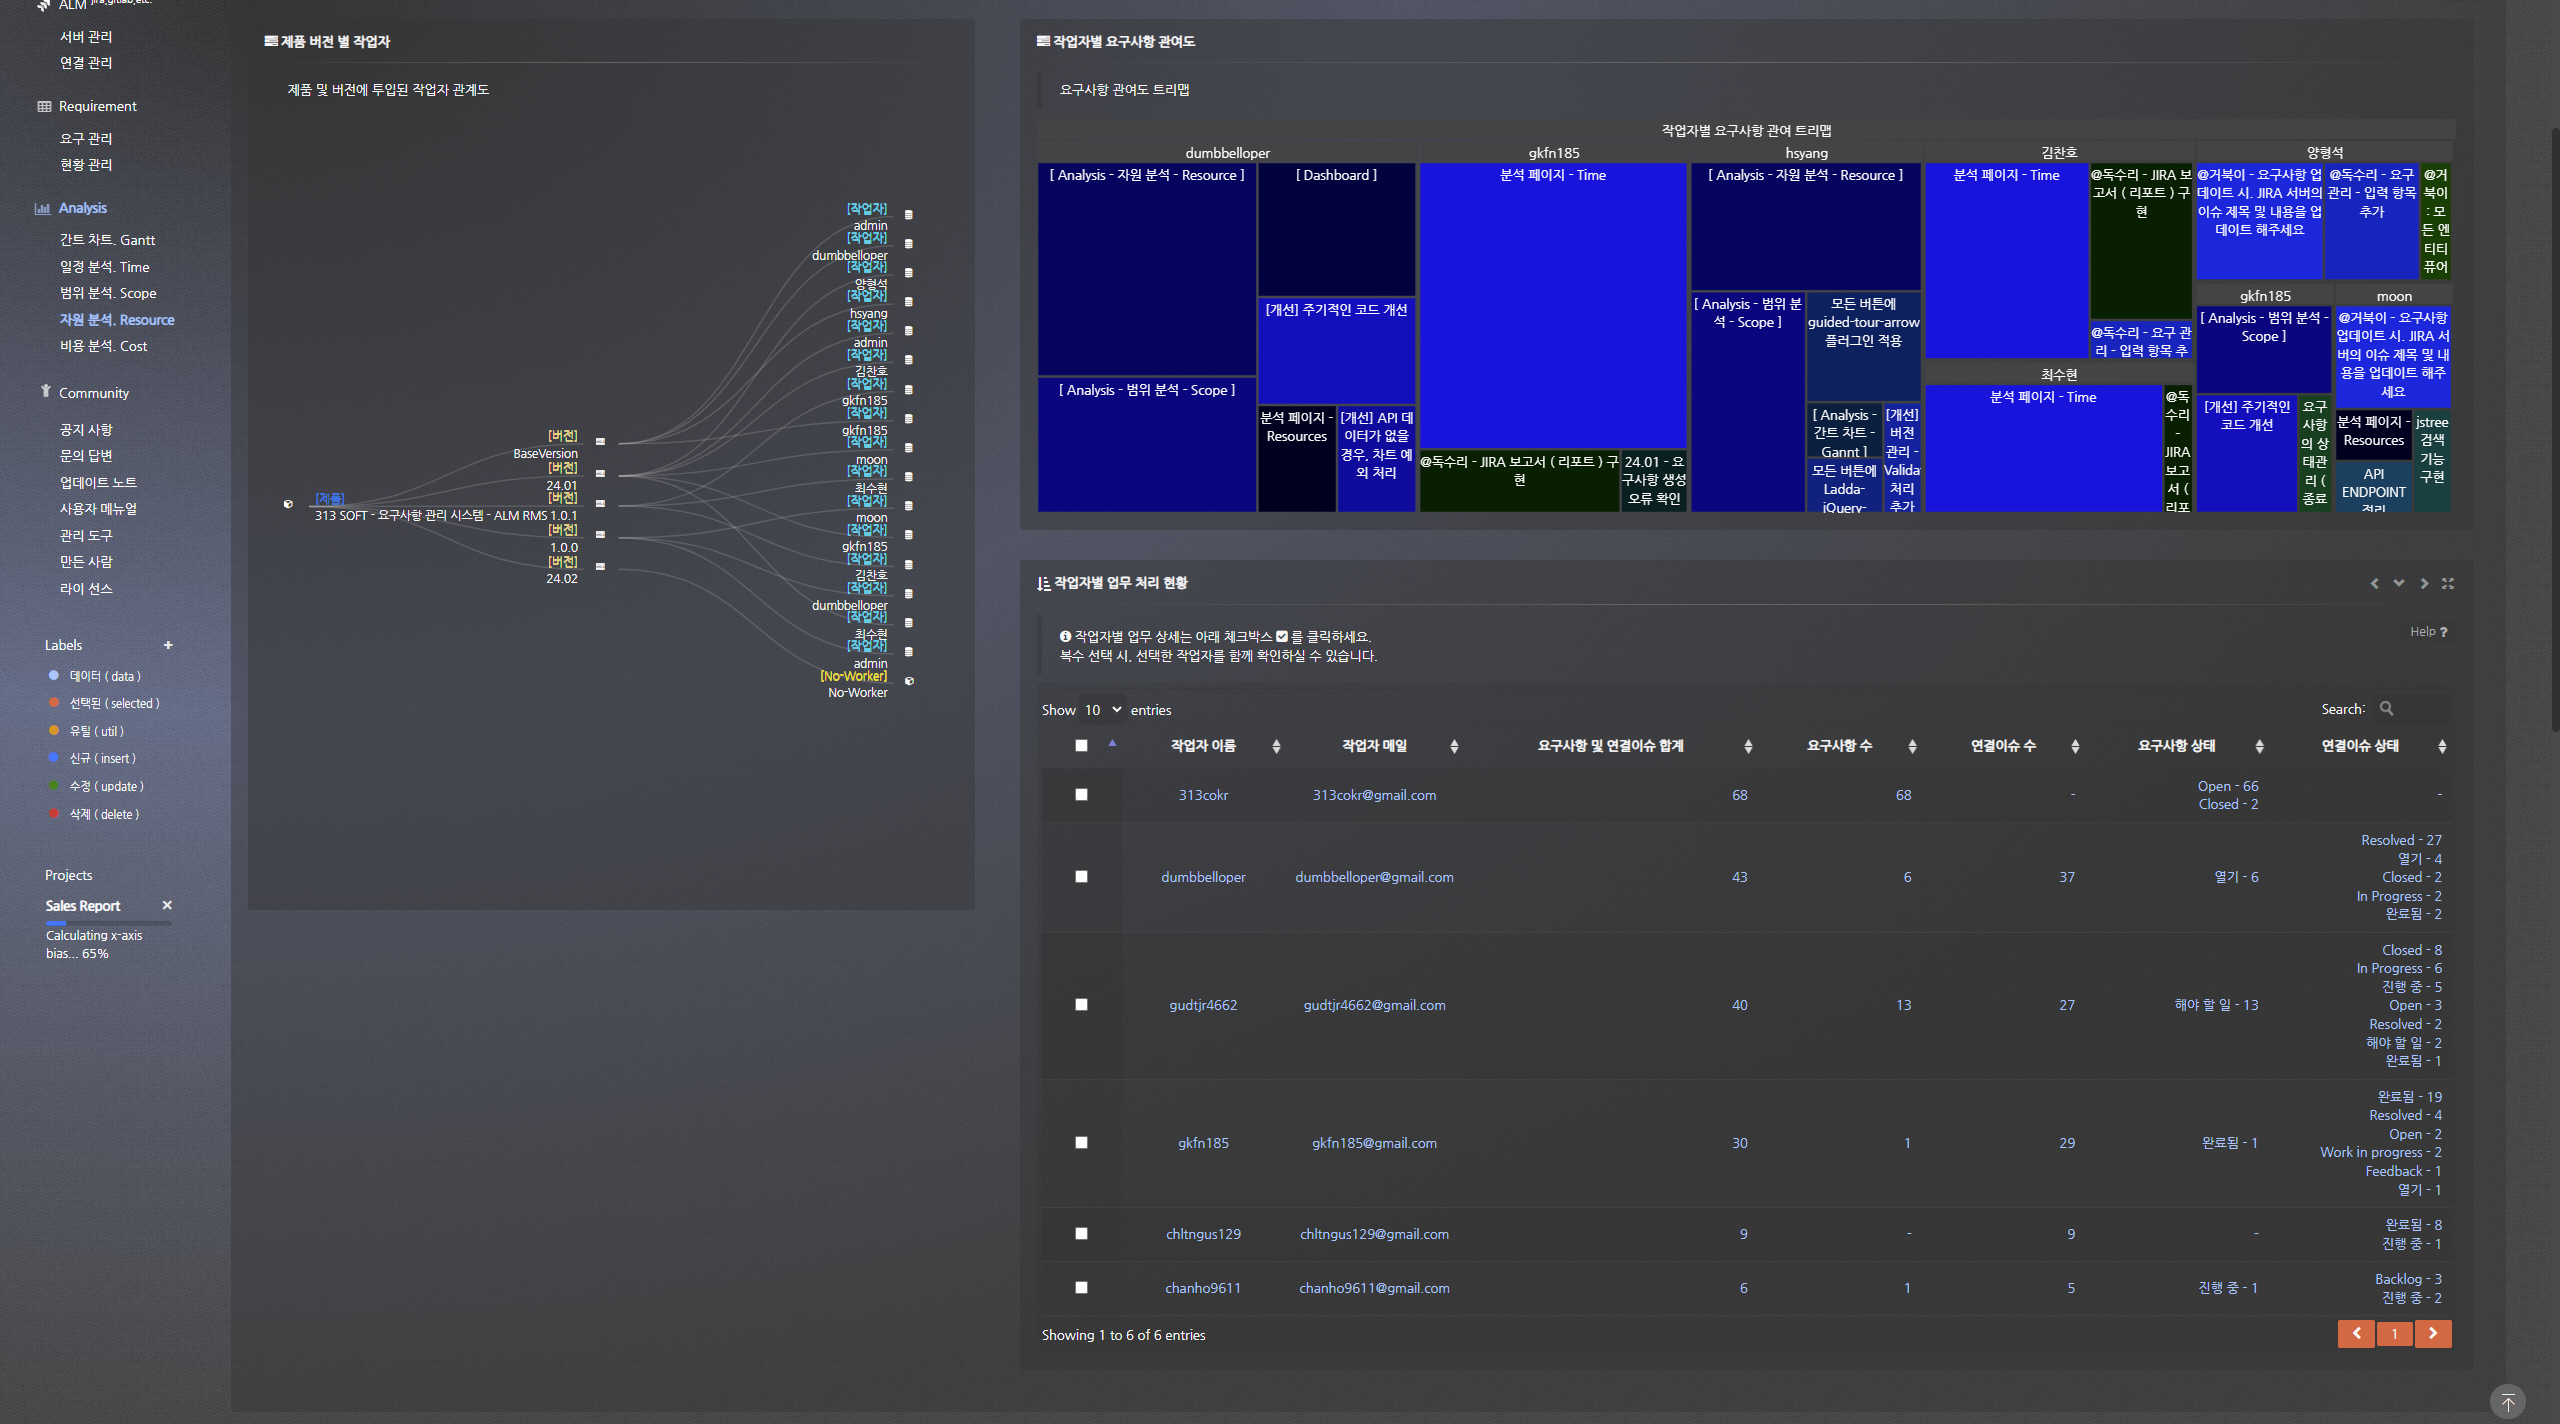 ALM jira,gitlab,etc.
서버 관리
연결 관리
Requirement
요구 관리
현황 관리
Analysis
간트 차트. Gantt
일정 분석. Time
범위 분석. Scope
자원 분석. Resource
비용 분석. Cost
Community
공지 사항
문의 답변
업데이트 노트
사용자 메뉴얼
관리 도구
만든 사람
라이 선스
Labels +
데이터 ( data )
선택된 ( selected )
유틸 ( util )
신규 ( insert )
수정 ( update )
삭제 ( delete )
Projects
Sales Report ✕
Calculating x-axis
bias... 65%
제품 버전 별 작업자
제품 및 버전에 투입된 작업자 관계도
[제품]
313 SOFT - 요구사항 관리 시스템 - ALM RMS
[버전]
BaseVersion
[버전]
24.01
[버전]
1.0.1
[버전]
1.0.0
[버전]
24.02
[작업자]
admin
[작업자]
dumbbelloper
[작업자]
양형석
[작업자]
hsyang
[작업자]
admin
[작업자]
김찬호
[작업자]
gkfn185
[작업자]
gkfn185
[작업자]
moon
[작업자]
최수현
[작업자]
moon
[작업자]
gkfn185
[작업자]
김찬호
[작업자]
dumbbelloper
[작업자]
최수현
[작업자]
admin
[No-Worker]
No-Worker
작업자별 요구사항 관여도
요구사항 관여도 트리맵
작업자별 요구사항 관여 트리맵
dumbbelloper
[ Analysis - 자원 분석 - Resource ]
[ Analysis - 범위 분석 - Scope ]
[ Dashboard ]
[개선] 주기적인 코드 개선
분석 페이지 -
Resources
[개선] API 데
이터가 없을
경우, 차트 예
외 처리
gkfn185
분석 페이지 - Time
@독수리 - JIRA 보고서 ( 리포트 ) 구
현
24.01 - 요
구사항 생성
오류 확인
hsyang
[ Analysis - 자원 분석 - Resource ]
[ Analysis - 범위 분
석 - Scope ]
모든 버튼에
guided-tour-arrow
플러그인 적용
[ Analysis -
간트 차트 -
Gannt ]
모든 버튼에
Ladda-
jQuery-
[개선]
버전
관리 -
Valida
처리
추가
김찬호
분석 페이지 - Time
@독수리 - JIRA 보
고서 ( 리포트 ) 구
현
@독수리 - 요구 관
리 - 입력 항목 추
최수현
분석 페이지 - Time
@독
수리
-
JIRA
보고
서 (
리포
양형석
@거북이 - 요구사항 업
데이트 시. JIRA 서버의
이슈 제목 및 내용을 업
데이트 해주세요
@독수리 - 요구
관리 - 입력 항목
추가
@거
북이
: 모
든 엔
티티
퓨어
gkfn185
[ Analysis - 범위 분석 -
Scope ]
[개선] 주기적인
코드 개선
요구
사항
의 상
태관
리 (
종료
moon
@거북이 - 요구사항
업데이트 시. JIRA 서
버의 이슈 제목 및 내
용을 업데이트 해주
세요
분석 페이지 -
Resources
API
ENDPOINT
정리
jstree
검색
기능
구현
작업자별 업무 처리 현황
작업자별 업무 상세는 아래 체크박스 를 클릭하세요.
복수 선택 시, 선택한 작업자를 함께 확인하실 수 있습니다.
Help ?
Show 10 entries
Search:
작업자 이름 작업자 메일 요구사항 및 연결이슈 합계 요구사항 수 연결이슈 수 요구사항 상태 연결이슈 상태
313cokr 313cokr@gmail.com 68 68 - Open - 66
Closed - 2 -
dumbbelloper dumbbelloper@gmail.com 43 6 37 열기 - 6 Resolved - 27
열기 - 4
Closed - 2
In Progress - 2
완료됨 - 2
gudtjr4662 gudtjr4662@gmail.com 40 13 27 해야 할 일 - 13 Closed - 8
In Progress - 6
진행 중 - 5
Open - 3
Resolved - 2
해야 할 일 - 2
완료됨 - 1
gkfn185 gkfn185@gmail.com 30 1 29 완료됨 - 1 완료됨 - 19
Resolved - 4
Open - 2
Work in progress - 2
Feedback - 1
열기 - 1
chltngus129 chltngus129@gmail.com 9 - 9 - 완료됨 - 8
진행 중 - 1
chanho9611 chanho9611@gmail.com 6 1 5 진행 중 - 1 Backlog - 3
진행 중 - 2
Showing 1 to 6 of 6 entries
1